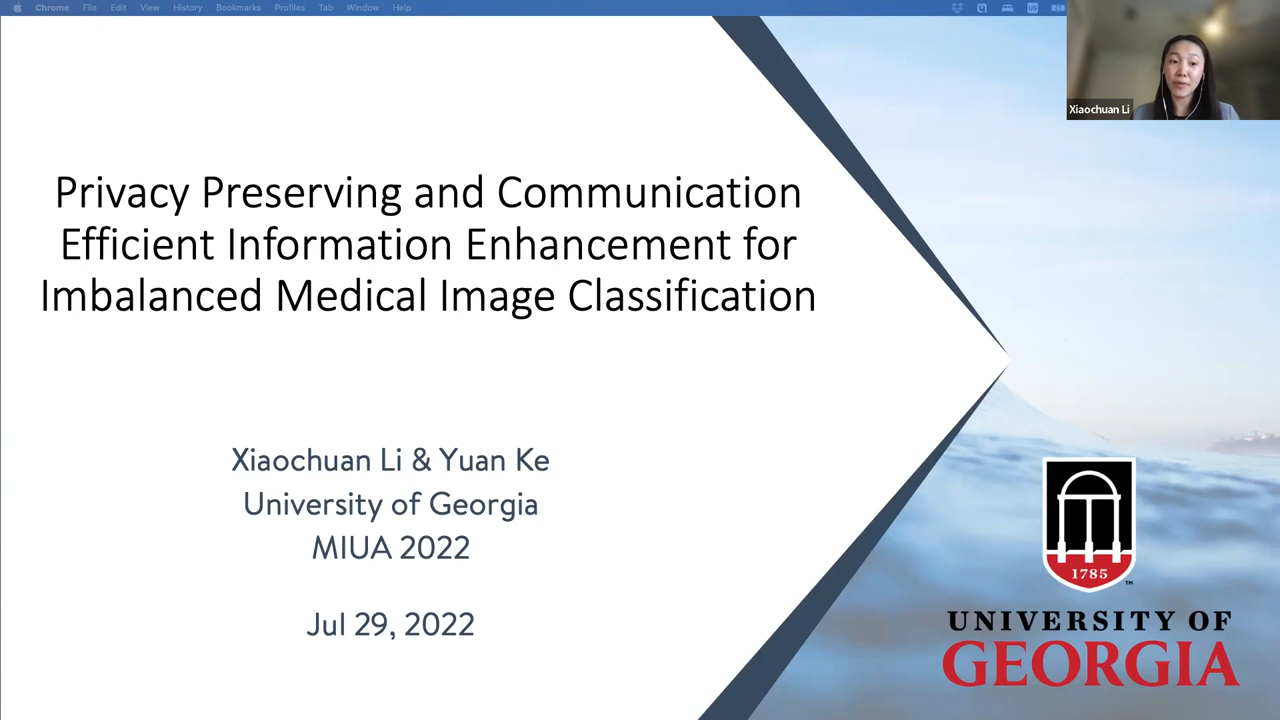 Chrome File Edit View History Bookmarks Profiles Tab Window Help
Xiaochuan Li
Privacy Preserving and Communication
Efficient Information Enhancement for
Imbalanced Medical Image Classification
Xiaochuan Li & Yuan Ke
University of Georgia
MIUA 2022
Jul 29, 2022
1785
TM
UNIVERSITY OF
GEORGIA